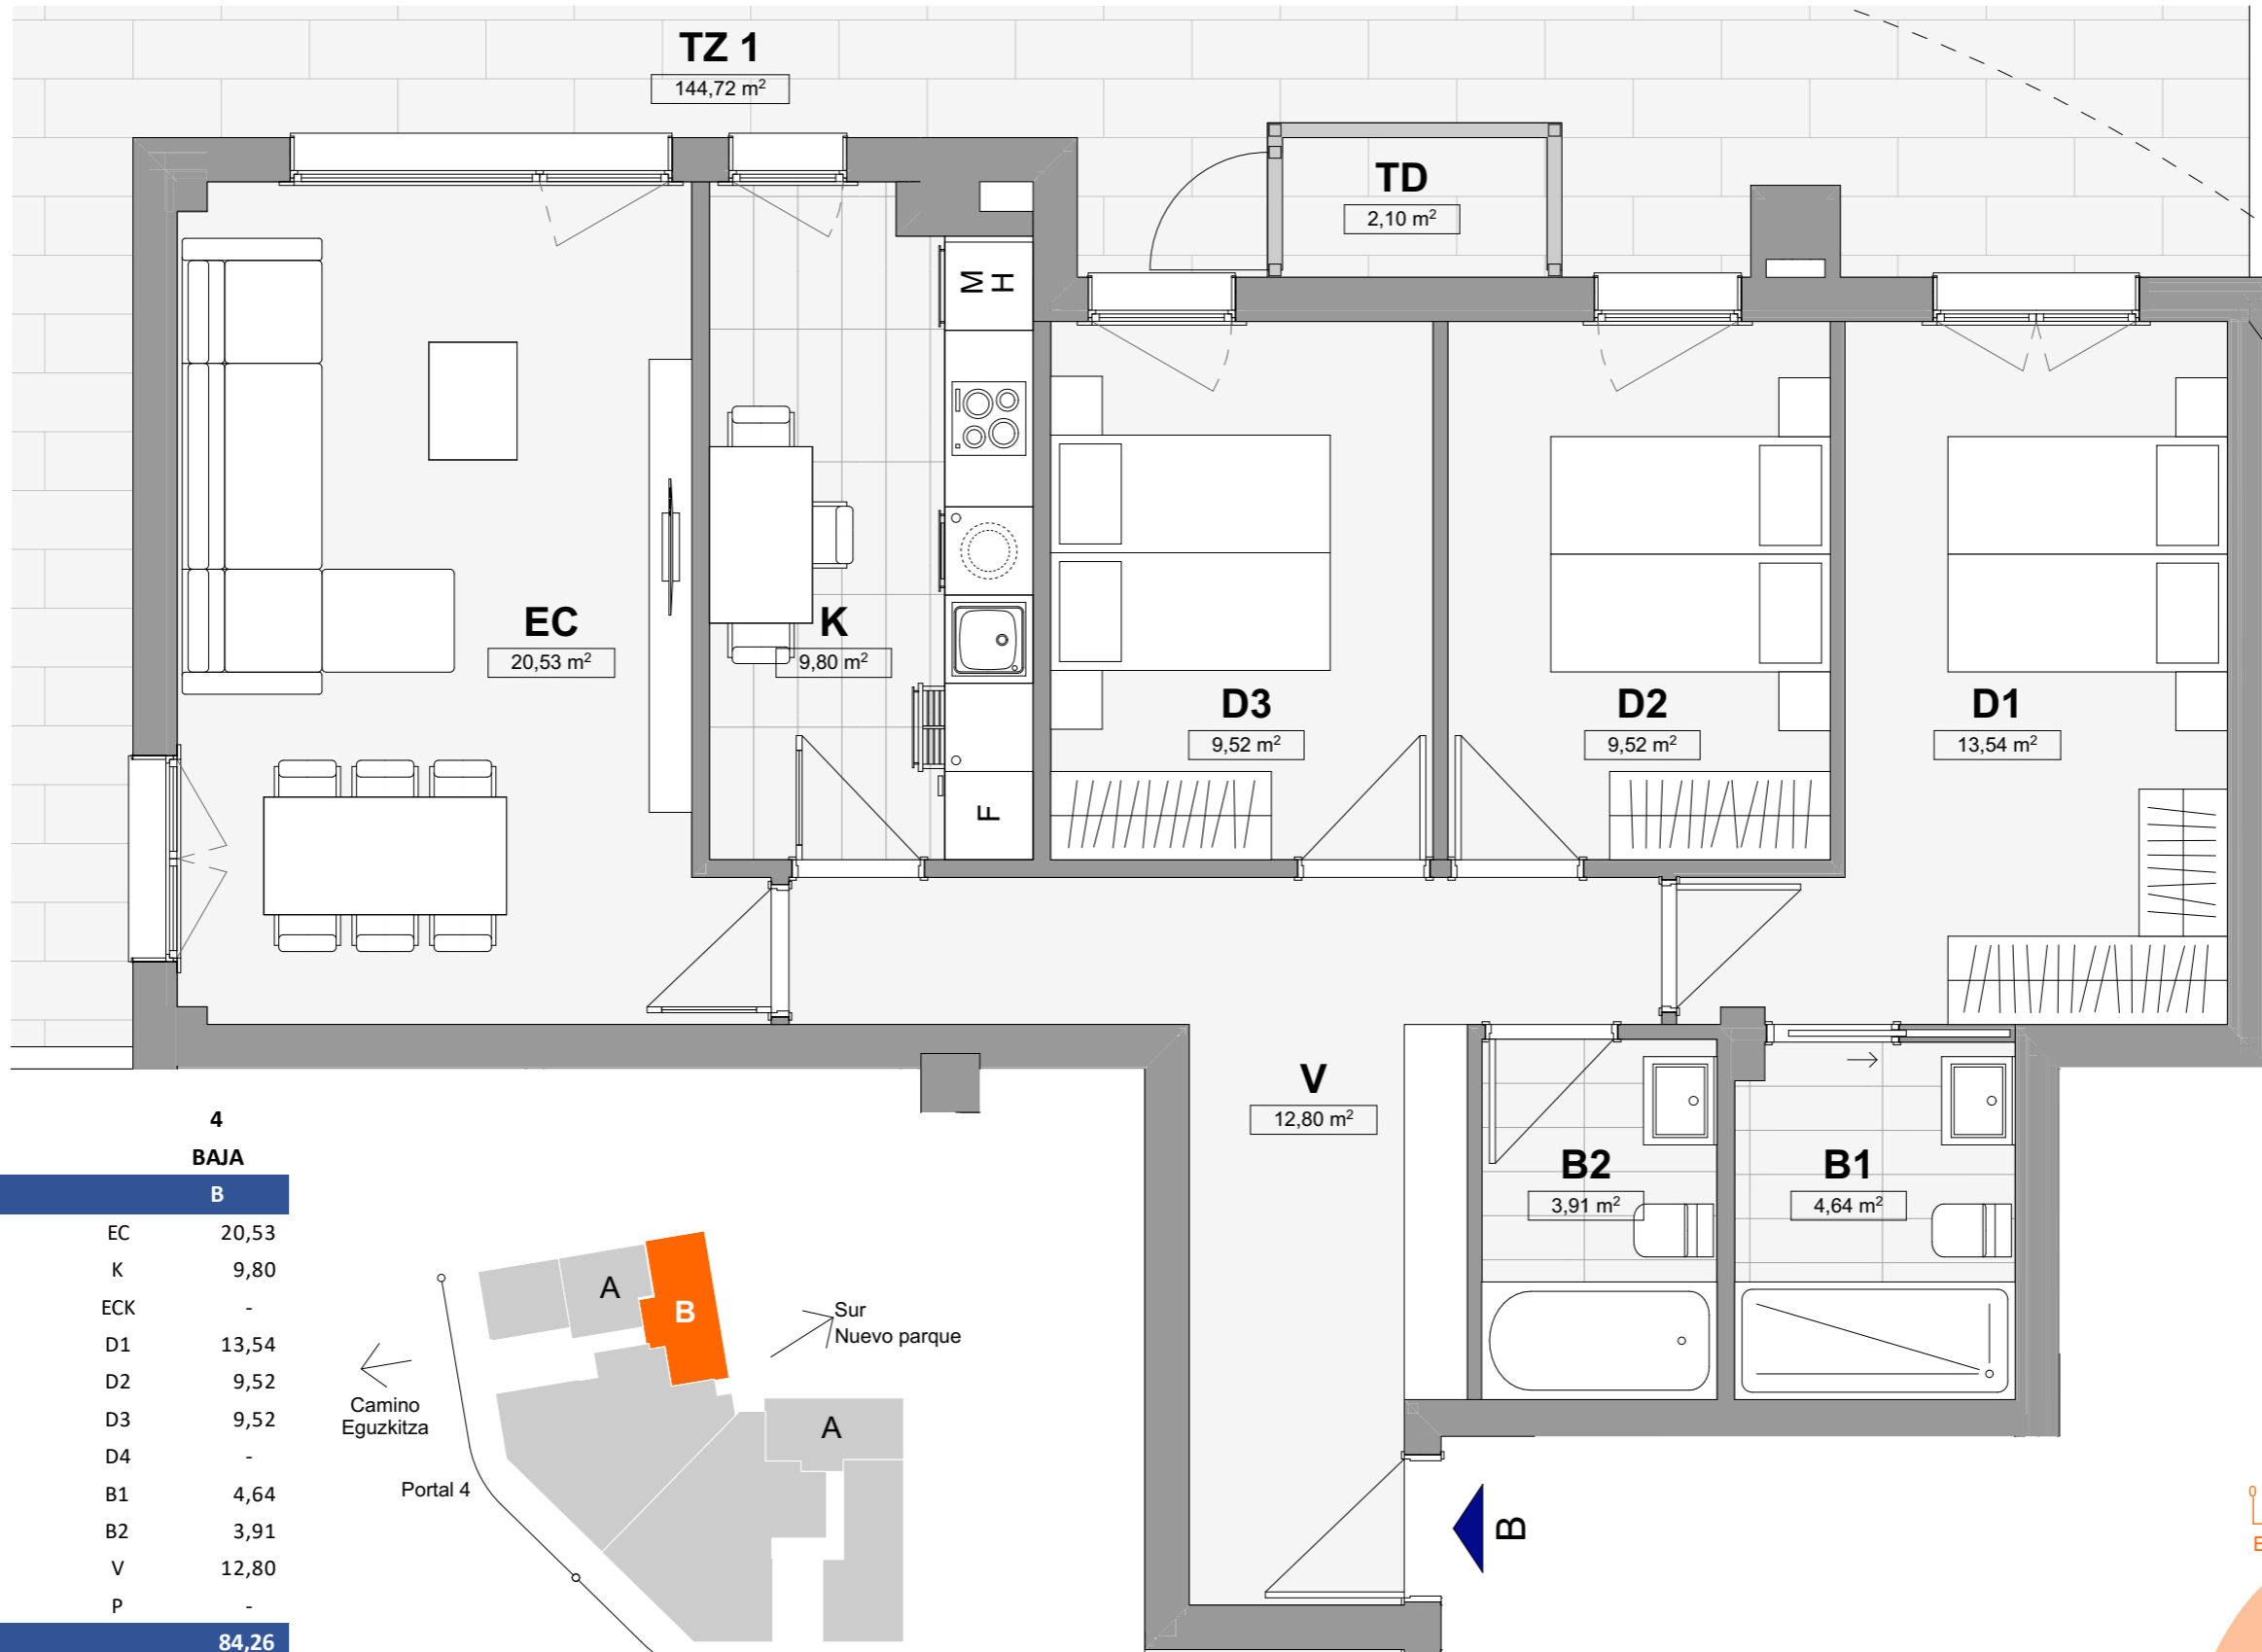 TZ 1
144,72 m²
TD
2,10 m²
M
H
EC
20,53 m²
K
9,80 m²
D3
9,52 m²
D2
9,52 m²
D1
13,54 m²
F
V
12,80 m²
B2
3,91 m²
B1
4,64 m²
B
4
BAJA
B
EC 20,53
K 9,80
ECK -
D1 13,54
D2 9,52
D3 9,52
D4 -
B1 4,64
B2 3,91
V 12,80
P -
84,26
A
B
Sur
Nuevo parque
Camino
Eguzkitza
A
Portal 4
0
E